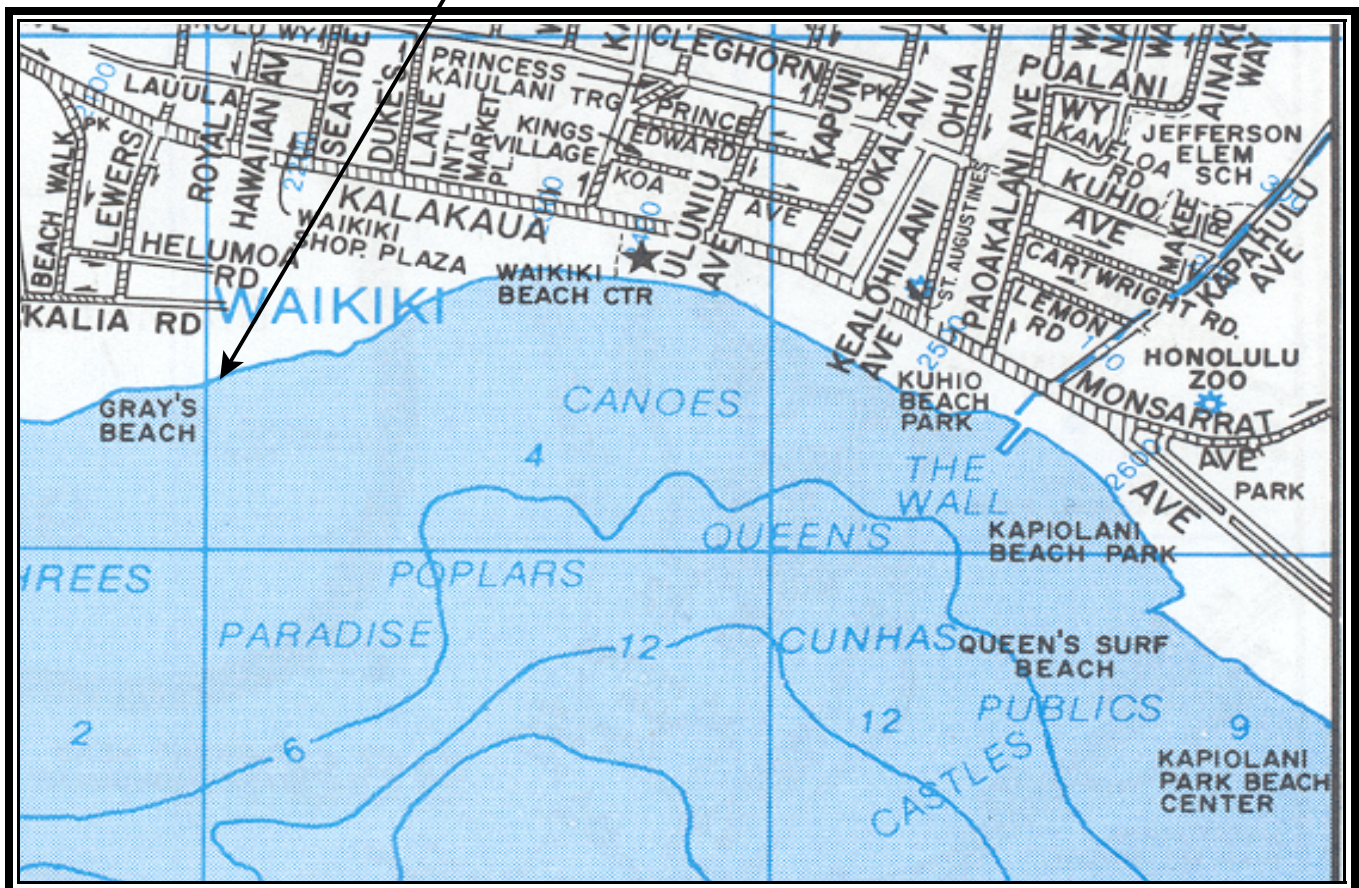 CLEGHORN
PRINCESS
KAIULANI TRG
PUALANI
WY
LAUULA
PK
PK
BEACH WALK
LEWERS
ROYAL
HAWAIIAN AV
SEASIDE
DUKE'S
LANE
INT'L
MARKET
PL.
KINGS
VILLAGE
PRINCE
EDWARD
KOA
AVE
KAPUNI
LILIUOKALANI
OHUA
PAOAKALANI AVE
ST. AUGUSTINES
KEALOHILANI
AVE
ULUNIU
AVE
KANELOA
RD
KUHIO
AVE
JEFFERSON
ELEM
SCH
MAKEE
RD
KAPAHULU
AVE
CARTWRIGHT RD.
LEMON
RD
HELUMOA
RD
KALIA RD
KALAKAUA
WAIKIKI
SHOP. PLAZA
WAIKIKI
BEACH CTR
WAIKIKI
GRAY'S
BEACH
CANOES
4
KUHIO
BEACH
PARK
2500
HONOLULU
ZOO
MONSARRAT
AVE
PARK
2600
AVE
THE
WALL
KAPIOLANI
BEACH PARK
QUEEN'S
HREES
POPLARS
PARADISE
12
CUNHAS
QUEEN'S SURF
BEACH
PUBLICS
2
6
12
9
CASTLES
KAPIOLANI
PARK BEACH
CENTER